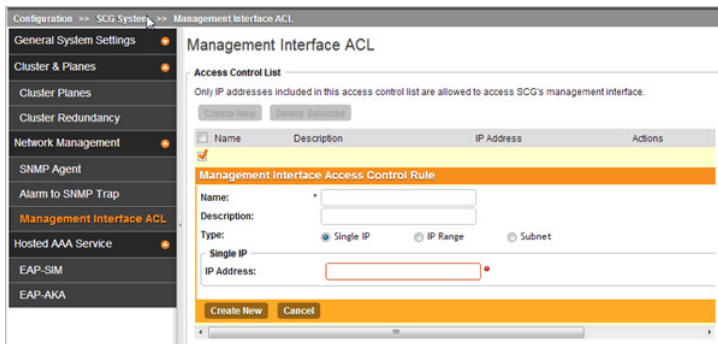 Configuration >> SCG System >> Management Interface ACL
General System Settings
Cluster & Planes
Cluster Planes
Cluster Redundancy
Network Management
SNMP Agent
Alarm to SNMP Trap
Management Interface ACL
Hosted AAA Service
EAP-SIM
EAP-AKA
Management Interface ACL
Access Control List
Only IP addresses included in this access control list are allowed to access SCG's management interface.
Create New Delete Selected
Name Description IP Address Actions
Management Interface Access Control Rule
Name: *
Description:
Type: Single IP IP Range Subnet
Single IP
IP Address:
Create New Cancel